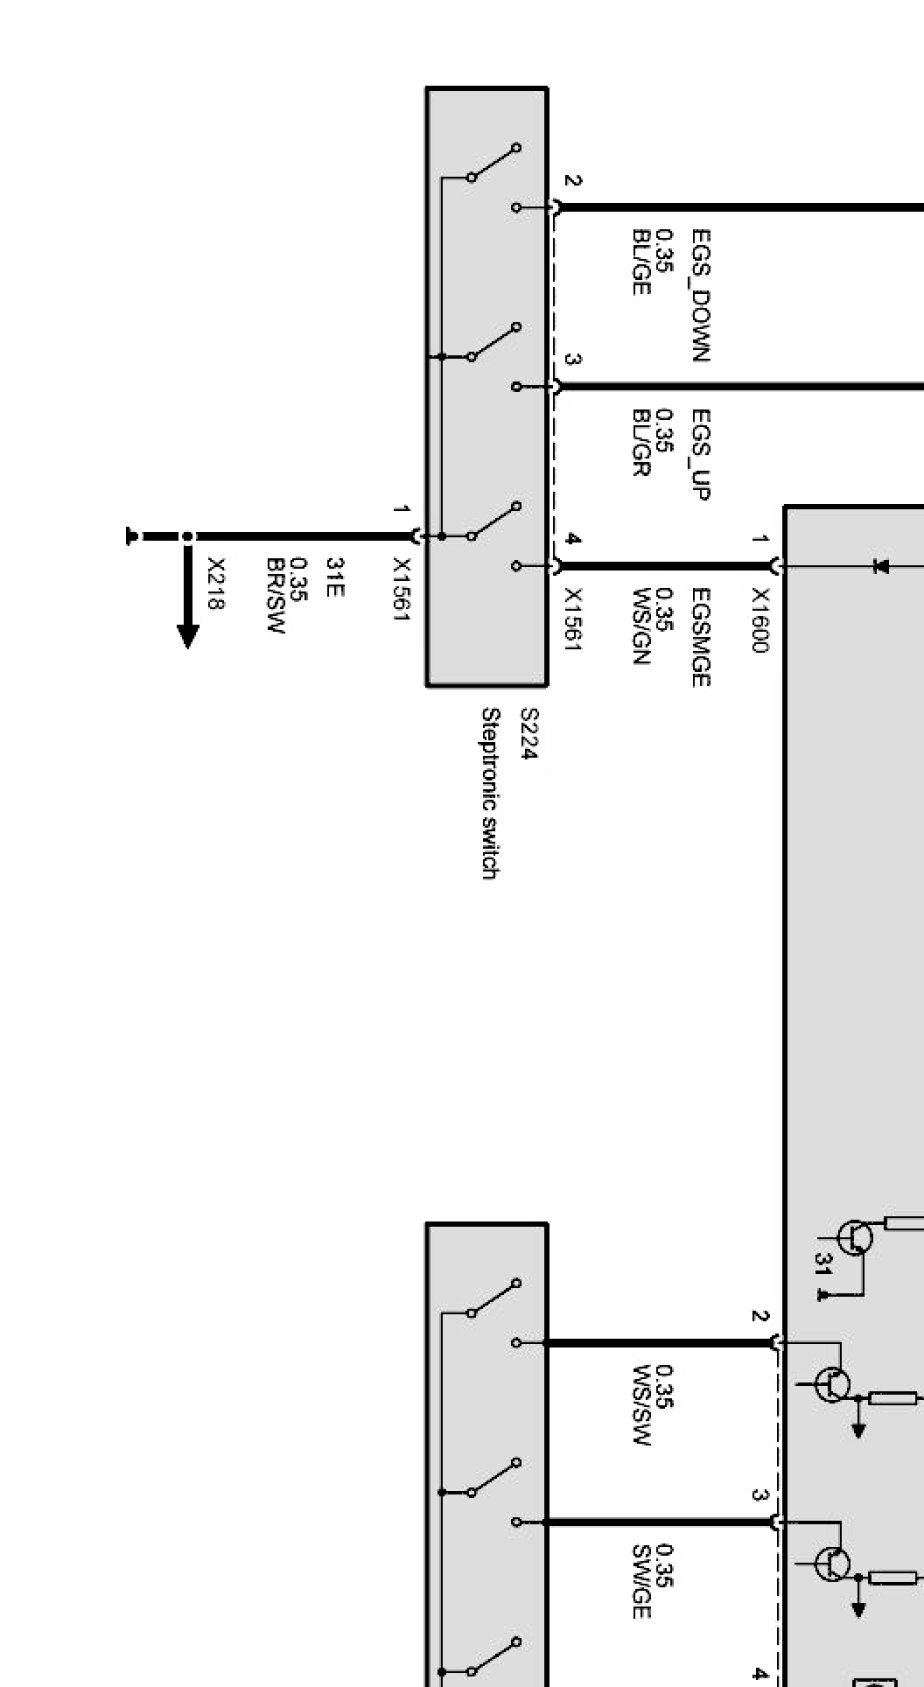 2
EGS_DOWN
0.35
BL/GE
3
EGS_UP
0.35
BL/GR
4
X1561
EGSMGE
0.35
WS/GN
1
X1600
1
X1561
31E
0.35
BR/SW
X218
S224
Steptronic switch
31
2
0.35
WS/SW
3
0.35
SW/GE
4